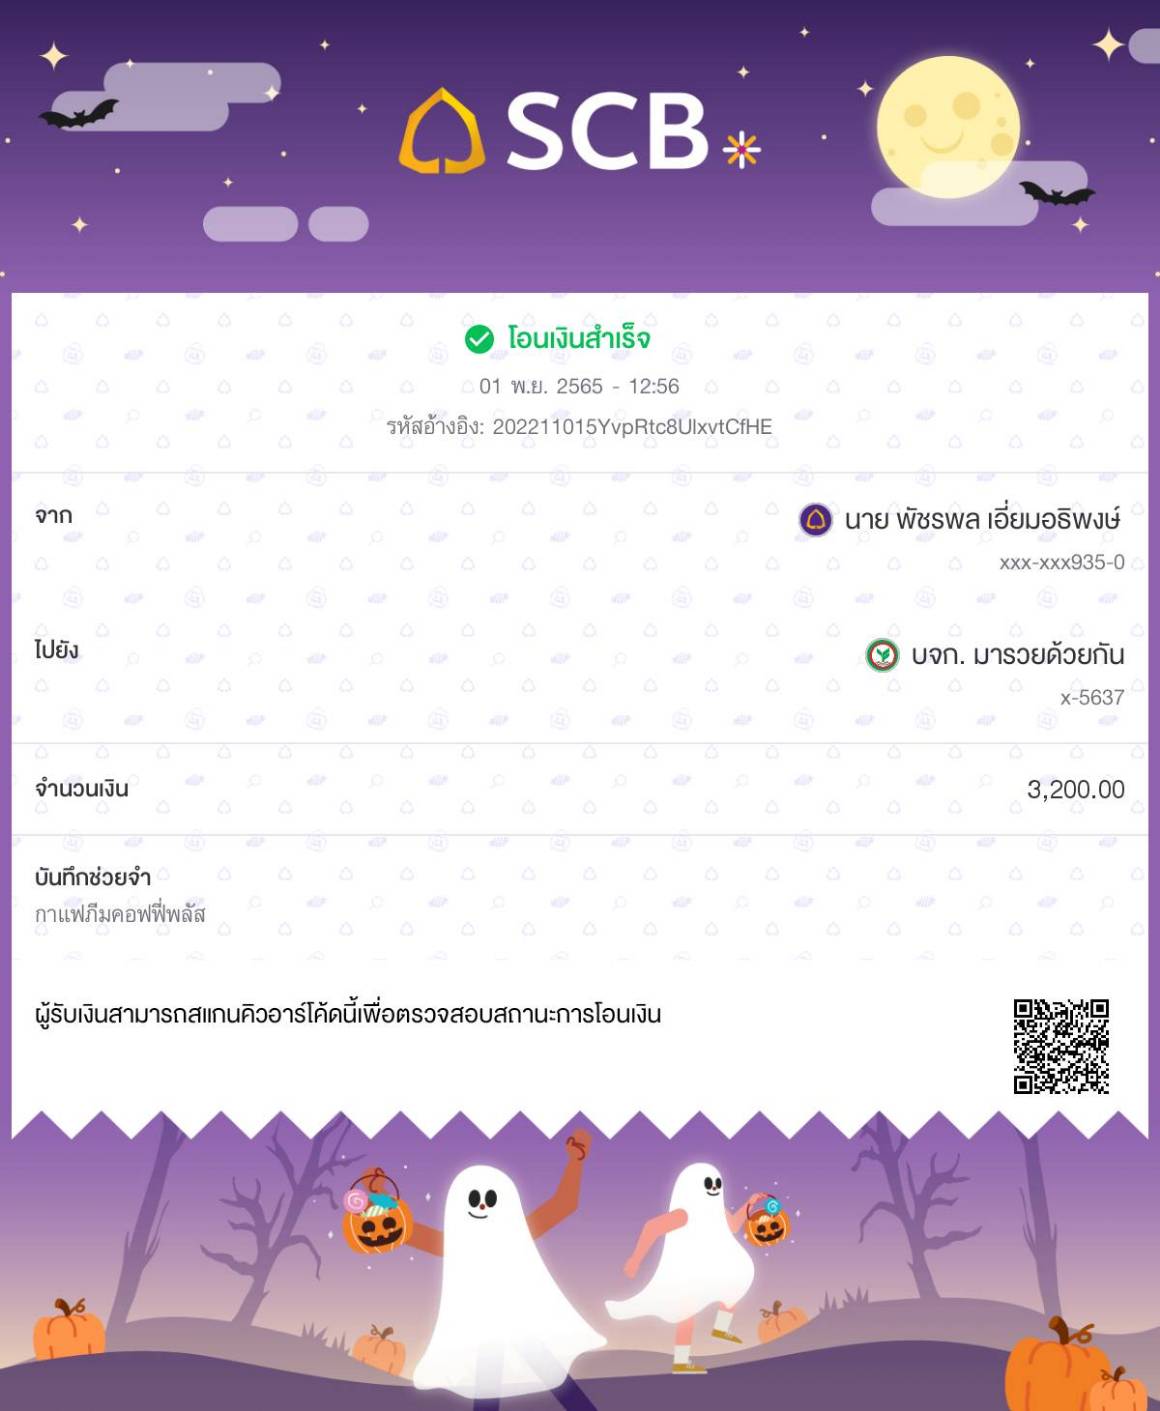 SCB
โอนเงินสำเร็จ
01 พ.ย. 2565 - 12:56
รหัสอ้างอิง: 202211015YvpRtc8UlxvtCfHE
จาก
นาย พัชรพล เอี่ยมอธิพงษ์
xxx-xxx935-0
ไปยัง
บจก. มารวยด้วยกัน
x-5637
จำนวนเงิน
3,200.00
บันทึกช่วยจำ
กาแฟภีมคอฟฟี่พลัส
ผู้รับเงินสามารถสแกนคิวอาร์โค้ดนี้เพื่อตรวจสอบสถานะการโอนเงิน